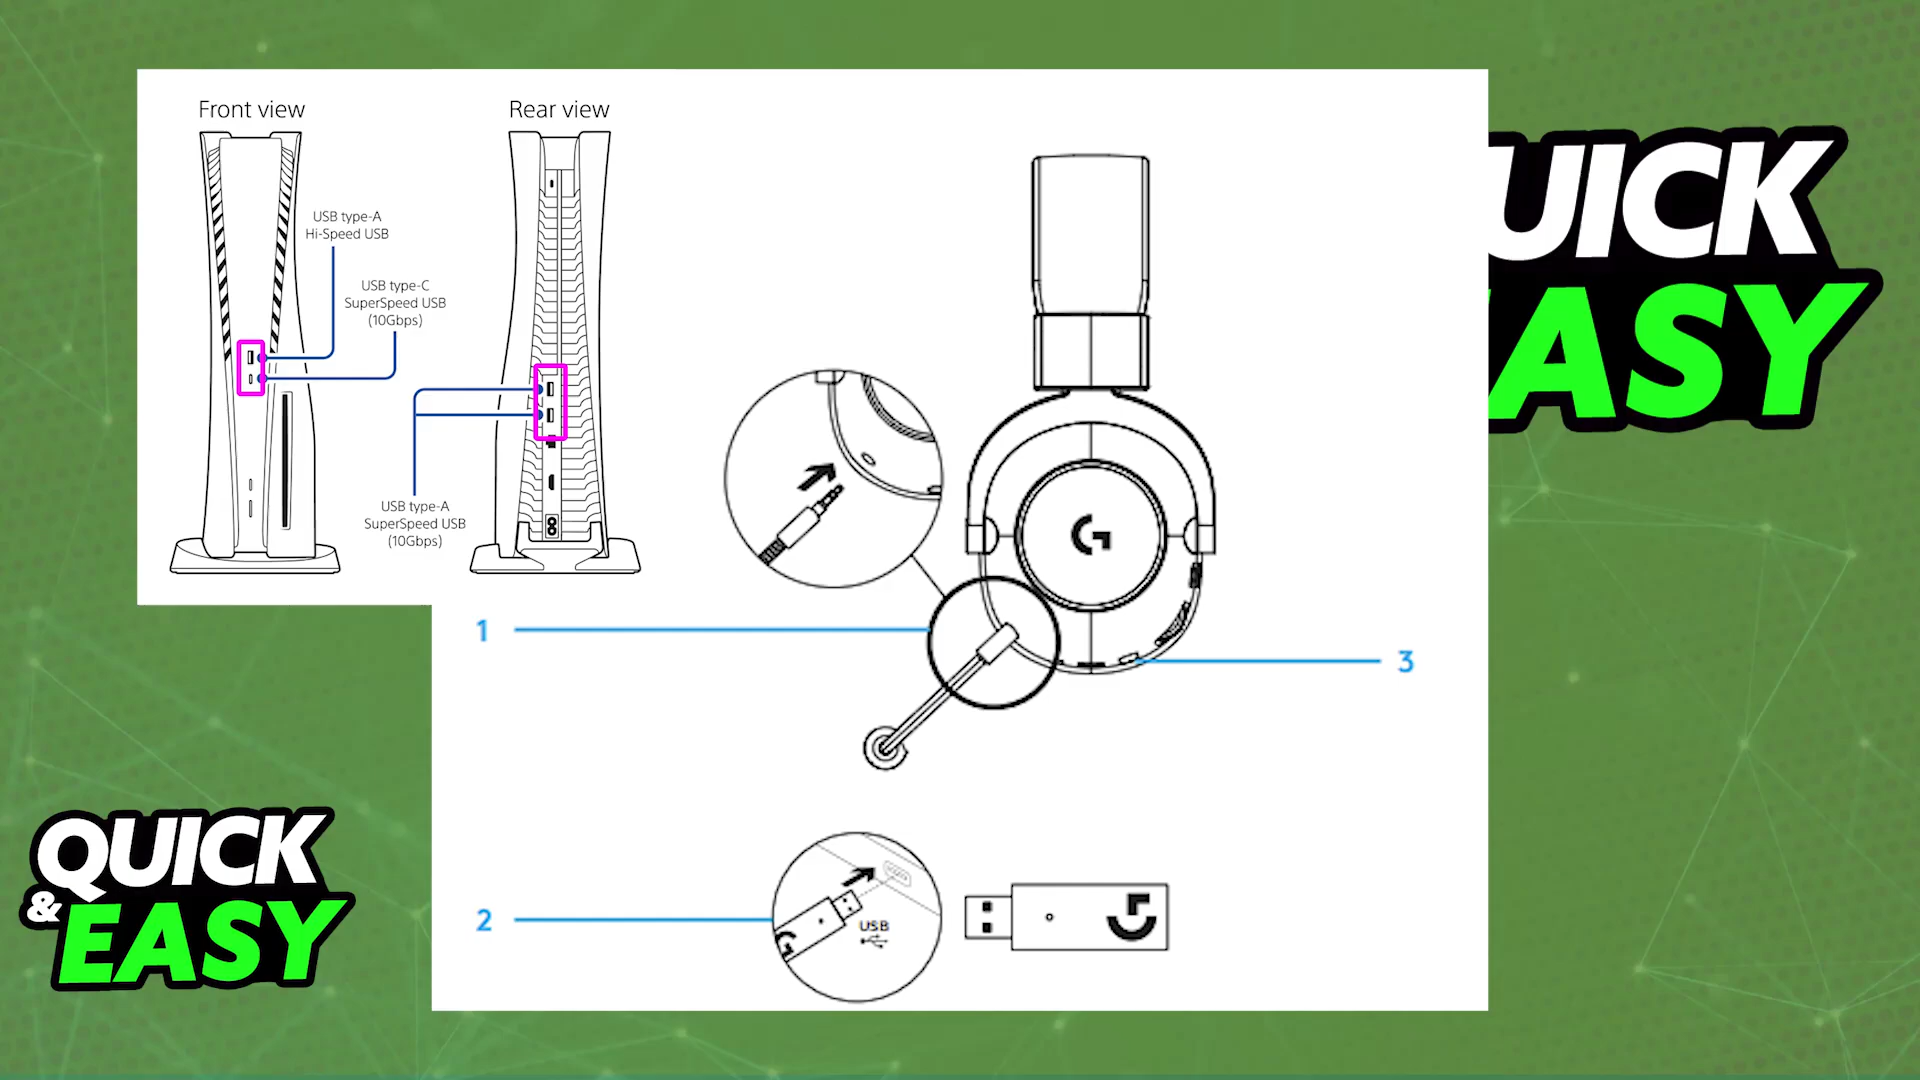 Front view
Rear view
USB type-A
Hi-Speed USB
USB type-C
SuperSpeed USB
(10Gbps)
USB type-A
SuperSpeed USB
(10Gbps)
1
3
2
USB
UICK
ASY
QUICK
& EASY